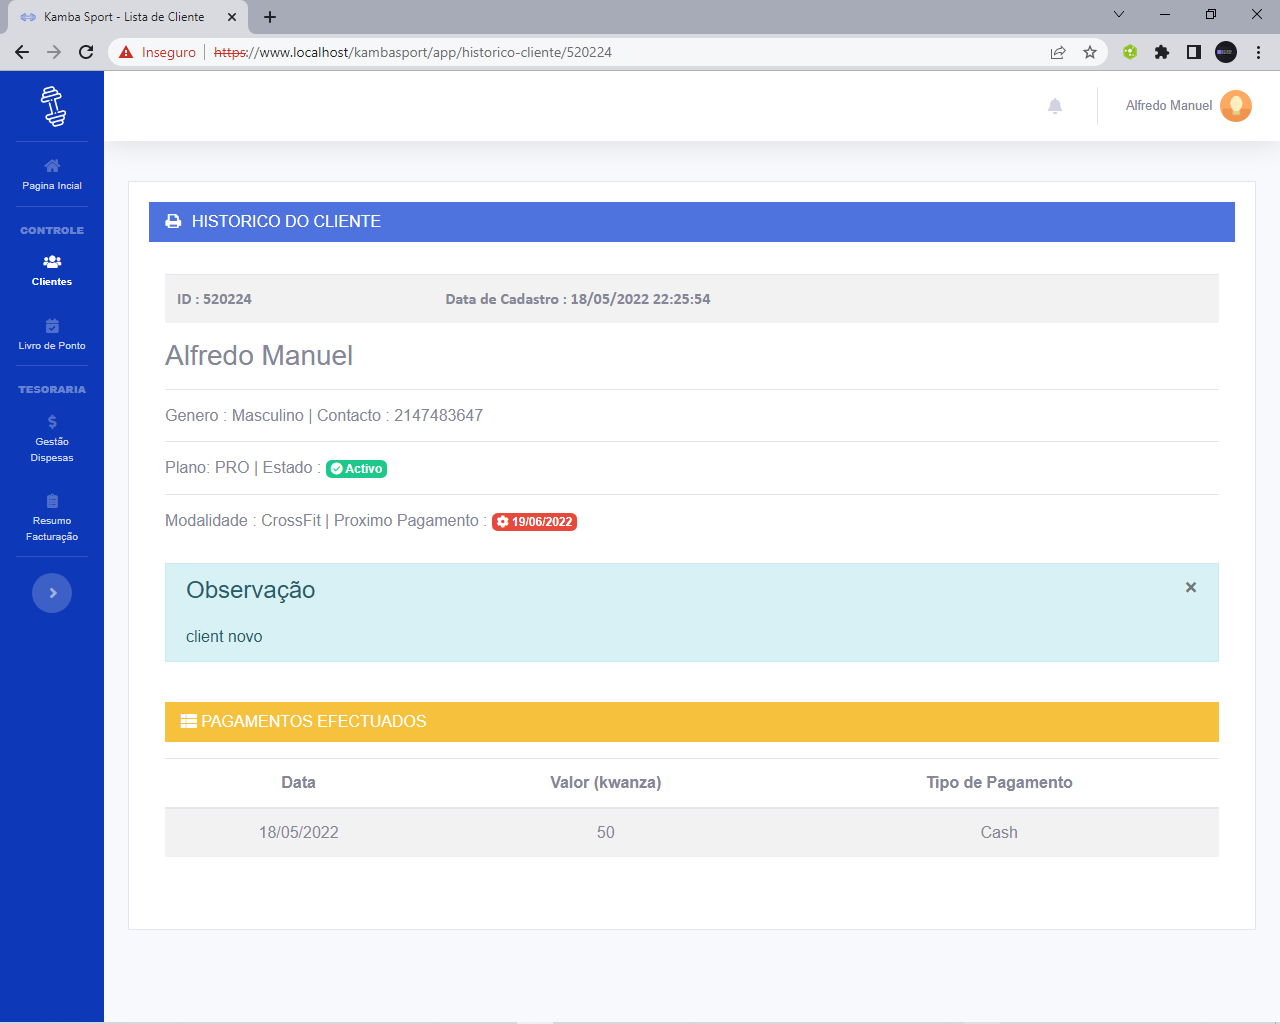 Kamba Sport - Lista de Cliente
Inseguro
https://www.localhost/kambasport/app/historico-cliente/520224
Alfredo Manuel
Pagina Incial
CONTROLE
Clientes
Livro de Ponto
TESORARIA
Gestão
Dispesas
Resumo
Facturação
HISTORICO DO CLIENTE
ID : 520224 Data de Cadastro : 18/05/2022 22:25:54
Alfredo Manuel
Genero : Masculino | Contacto : 2147483647
Plano: PRO | Estado : Activo
Modalidade : CrossFit | Proximo Pagamento : 19/06/2022
Observação
client novo
PAGAMENTOS EFECTUADOS
Data Valor (kwanza) Tipo de Pagamento
18/05/2022 50 Cash